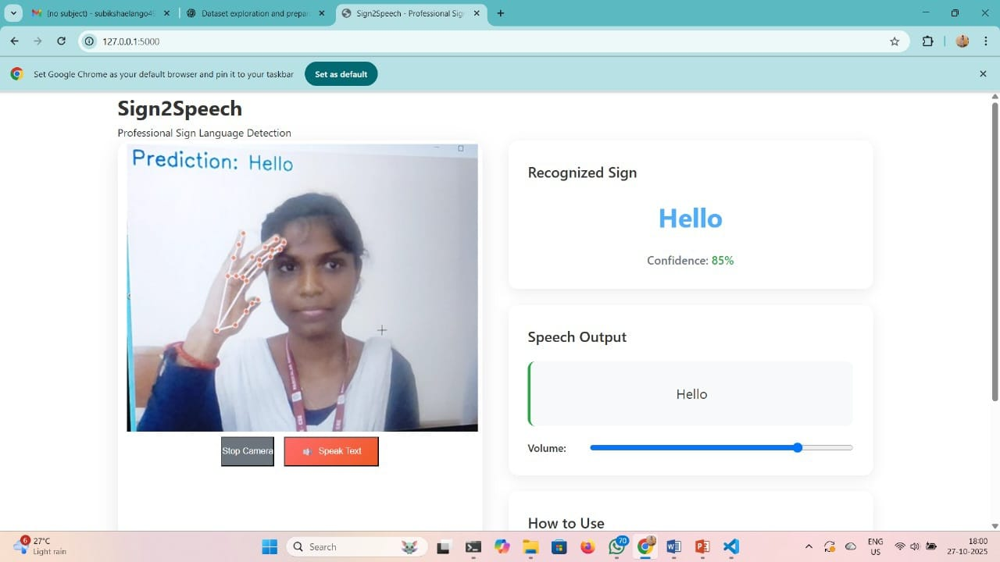 (no subject) - subikshaelango45
Dataset exploration and prepar
Sign2Speech - Professional Sig
127.0.0.1:5000
Set Google Chrome as your default browser and pin it to your taskbar
Set as default
Sign2Speech
Professional Sign Language Detection
Prediction: Hello
Stop Camera
Speak Text
Recognized Sign
Hello
Confidence: 85%
Speech Output
Hello
Volume:
How to Use
6
27°C
Light rain
Search
70
ENG
US
18:00
27-10-2025